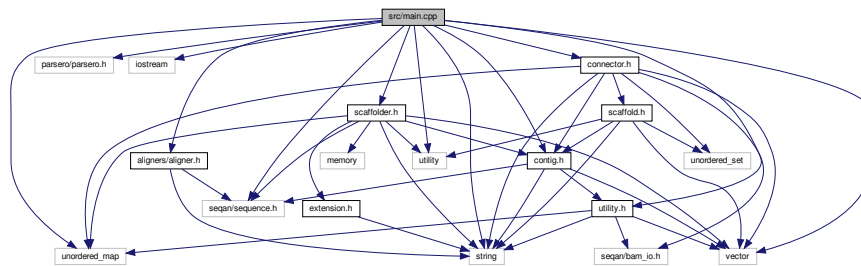 src/main.cpp
parsero/parsero.h
iostream
connector.h
scaffolder.h
scaffold.h
aligners/aligner.h
memory
utility
contig.h
unordered_set
seqan/sequence.h
extension.h
utility.h
unordered_map
string
seqan/bam_io.h
vector